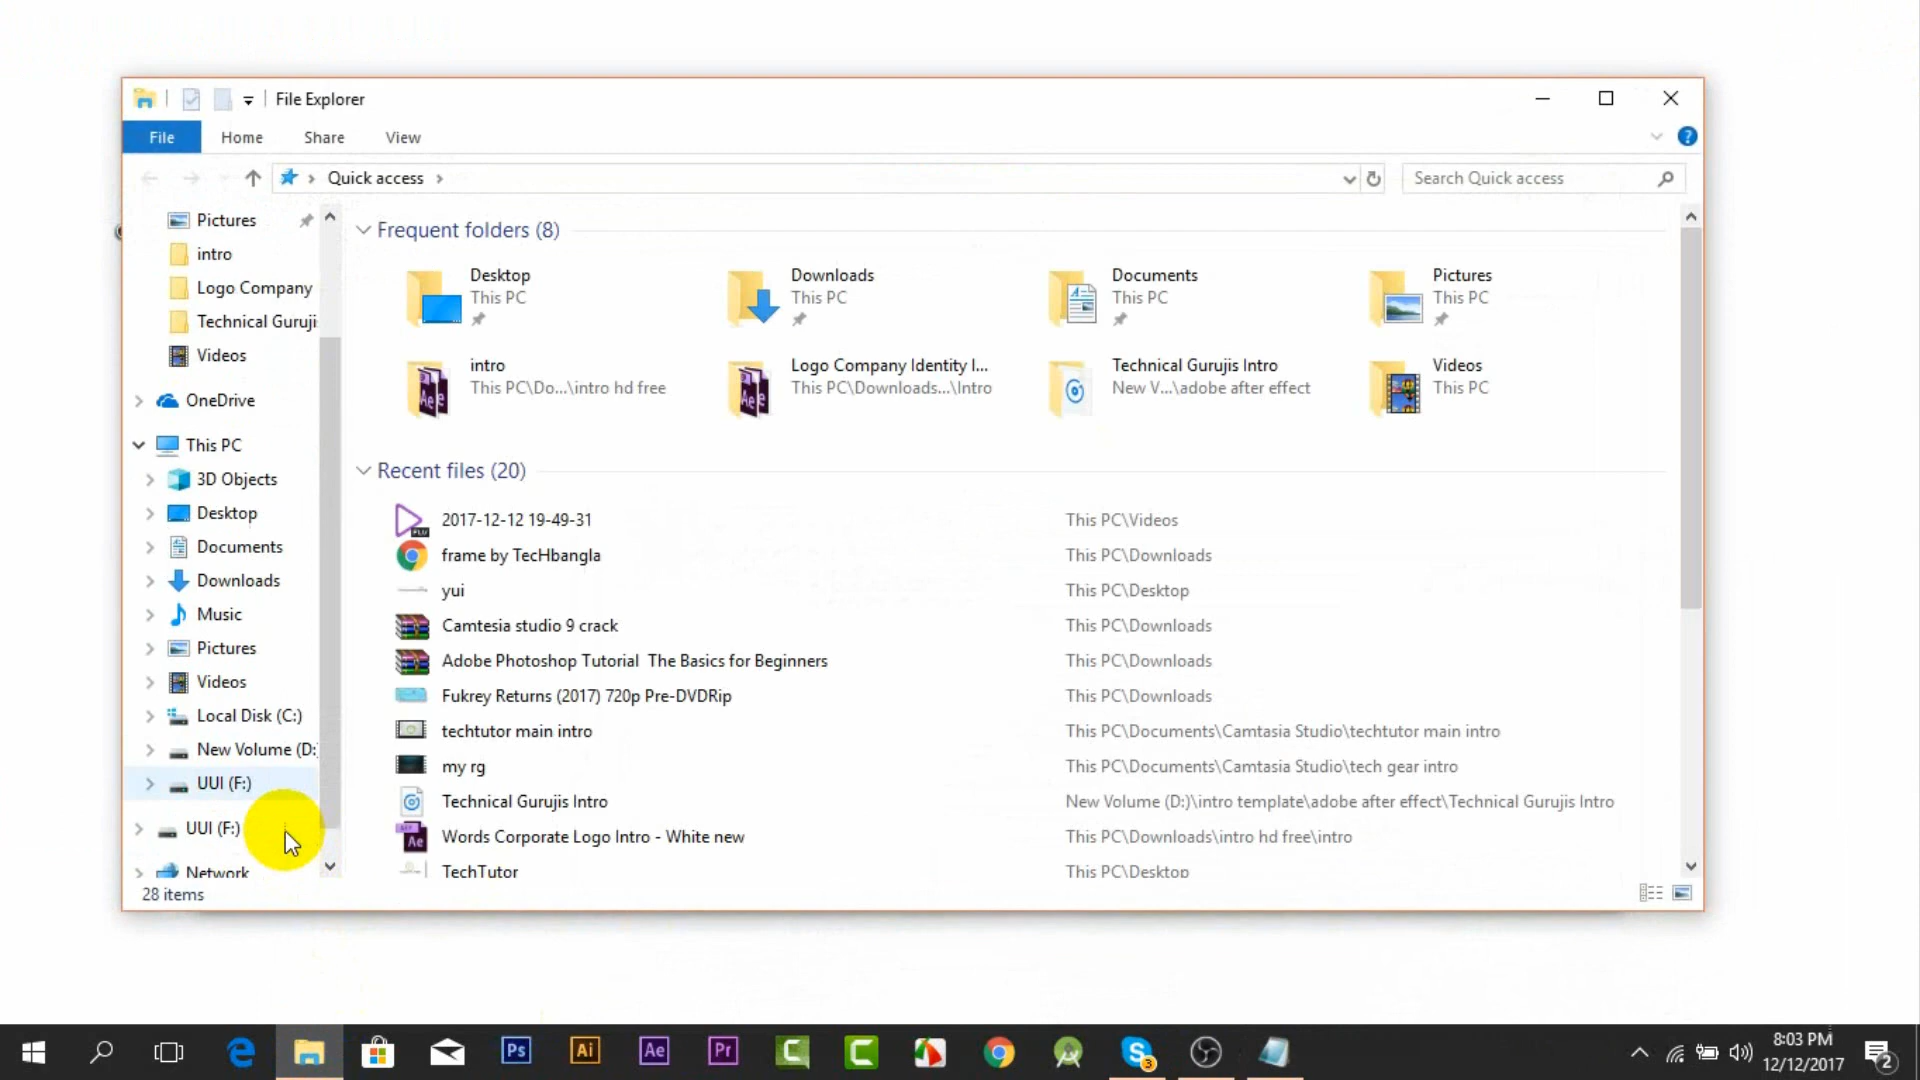 File Explorer
File Home Share View
Quick access
Search Quick access
Pictures
intro
Logo Company
Technical Guruji
Videos
OneDrive
This PC
3D Objects
Desktop
Documents
Downloads
Music
Pictures
Videos
Local Disk (C:)
New Volume (D:
UUI (F:)
UUI (F:)
Network
28 items
Frequent folders (8)
Desktop
This PC
Downloads
This PC
Documents
This PC
Pictures
This PC
intro
This PC\Do...\intro hd free
Logo Company Identity I...
This PC\Downloads...\Intro
Technical Gurujis Intro
New V...\adobe after effect
Videos
This PC
Recent files (20)
2017-12-12 19-49-31 This PC\Videos
frame by TecHbangla This PC\Downloads
yui This PC\Desktop
Camtesia studio 9 crack This PC\Downloads
Adobe Photoshop Tutorial The Basics for Beginners This PC\Downloads
Fukrey Returns (2017) 720p Pre-DVDRip This PC\Downloads
techtutor main intro This PC\Documents\Camtasia Studio\techtutor main intro
my rg This PC\Documents\Camtasia Studio\tech gear intro
Technical Gurujis Intro New Volume (D:)\intro template\adobe after effect\Technical Gurujis Intro
Words Corporate Logo Intro - White new This PC\Downloads\intro hd free\intro
TechTutor This PC\Desktop
Ps Ai Ae Pr
3
8:03 PM
12/12/2017
2